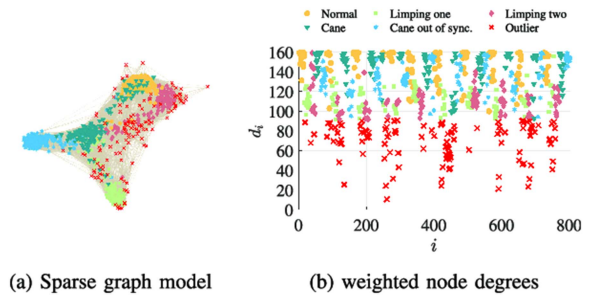 Normal
Limping one
Limping two
Cane
Cane out of sync.
Outlier
160
140
120
100
80
60
40
20
0
d_i
0
200
400
600
800
i
(a) Sparse graph model
(b) weighted node degrees